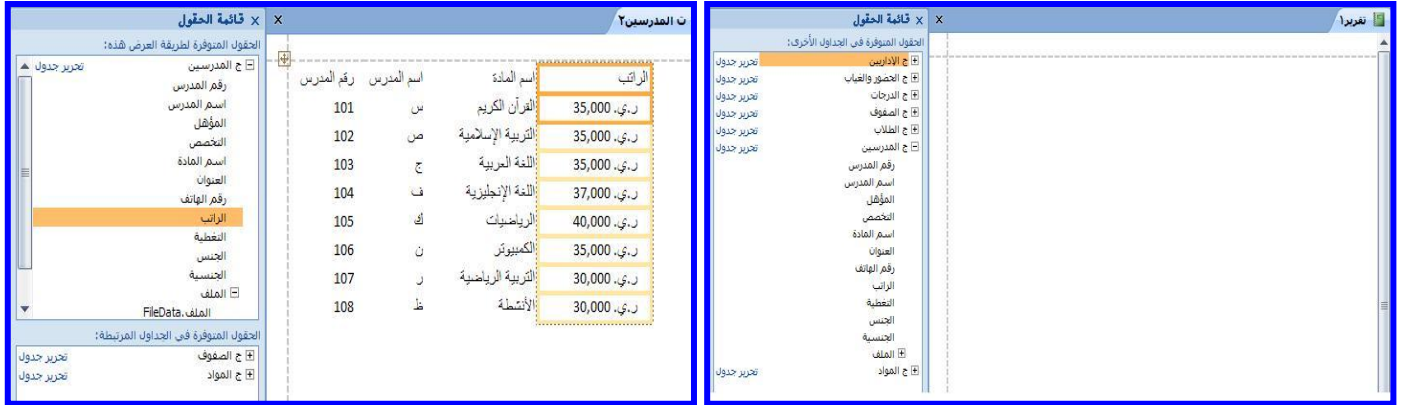 تقرير١
x قائمة الحقول x
الحقول المتوفرة في الجداول الأخرى:
ج الإداريين تحرير جدول
ج الحضور والغياب تحرير جدول
ج الدرجات تحرير جدول
ج الصفوف تحرير جدول
ج الطلاب تحرير جدول
ج المدرسين تحرير جدول
رقم المدرس
اسم المدرس
المؤهل
التخصص
اسم المادة
العنوان
رقم الهاتف
الراتب
التغطية
الجنس
الجنسية
الملف
ج المواد تحرير جدول
ت المدرسين٢
x قائمة الحقول x
الحقول المتوفرة لطريقة العرض هذه:
ج المدرسين تحرير جدول
رقم المدرس
اسم المدرس
المؤهل
التخصص
اسم المادة
العنوان
رقم الهاتف
الراتب
التغطية
الجنس
الجنسية
الملف
الملف.FileData
الحقول المتوفرة في الجداول المرتبطة:
ج الصفوف تحرير جدول
ج المواد تحرير جدول
الراتب اسم المادة اسم المدرس رقم المدرس
ر.ي. 35,000 القرآن الكريم س 101
ر.ي. 35,000 التربية الإسلامية ص 102
ر.ي. 35,000 اللغة العربية ج 103
ر.ي. 37,000 اللغة الإنجليزية ف 104
ر.ي. 40,000 الرياضيات ك 105
ر.ي. 35,000 الكمبيوتر ن 106
ر.ي. 30,000 التربية الرياضية ر 107
ر.ي. 30,000 الأنشطة ظ 108